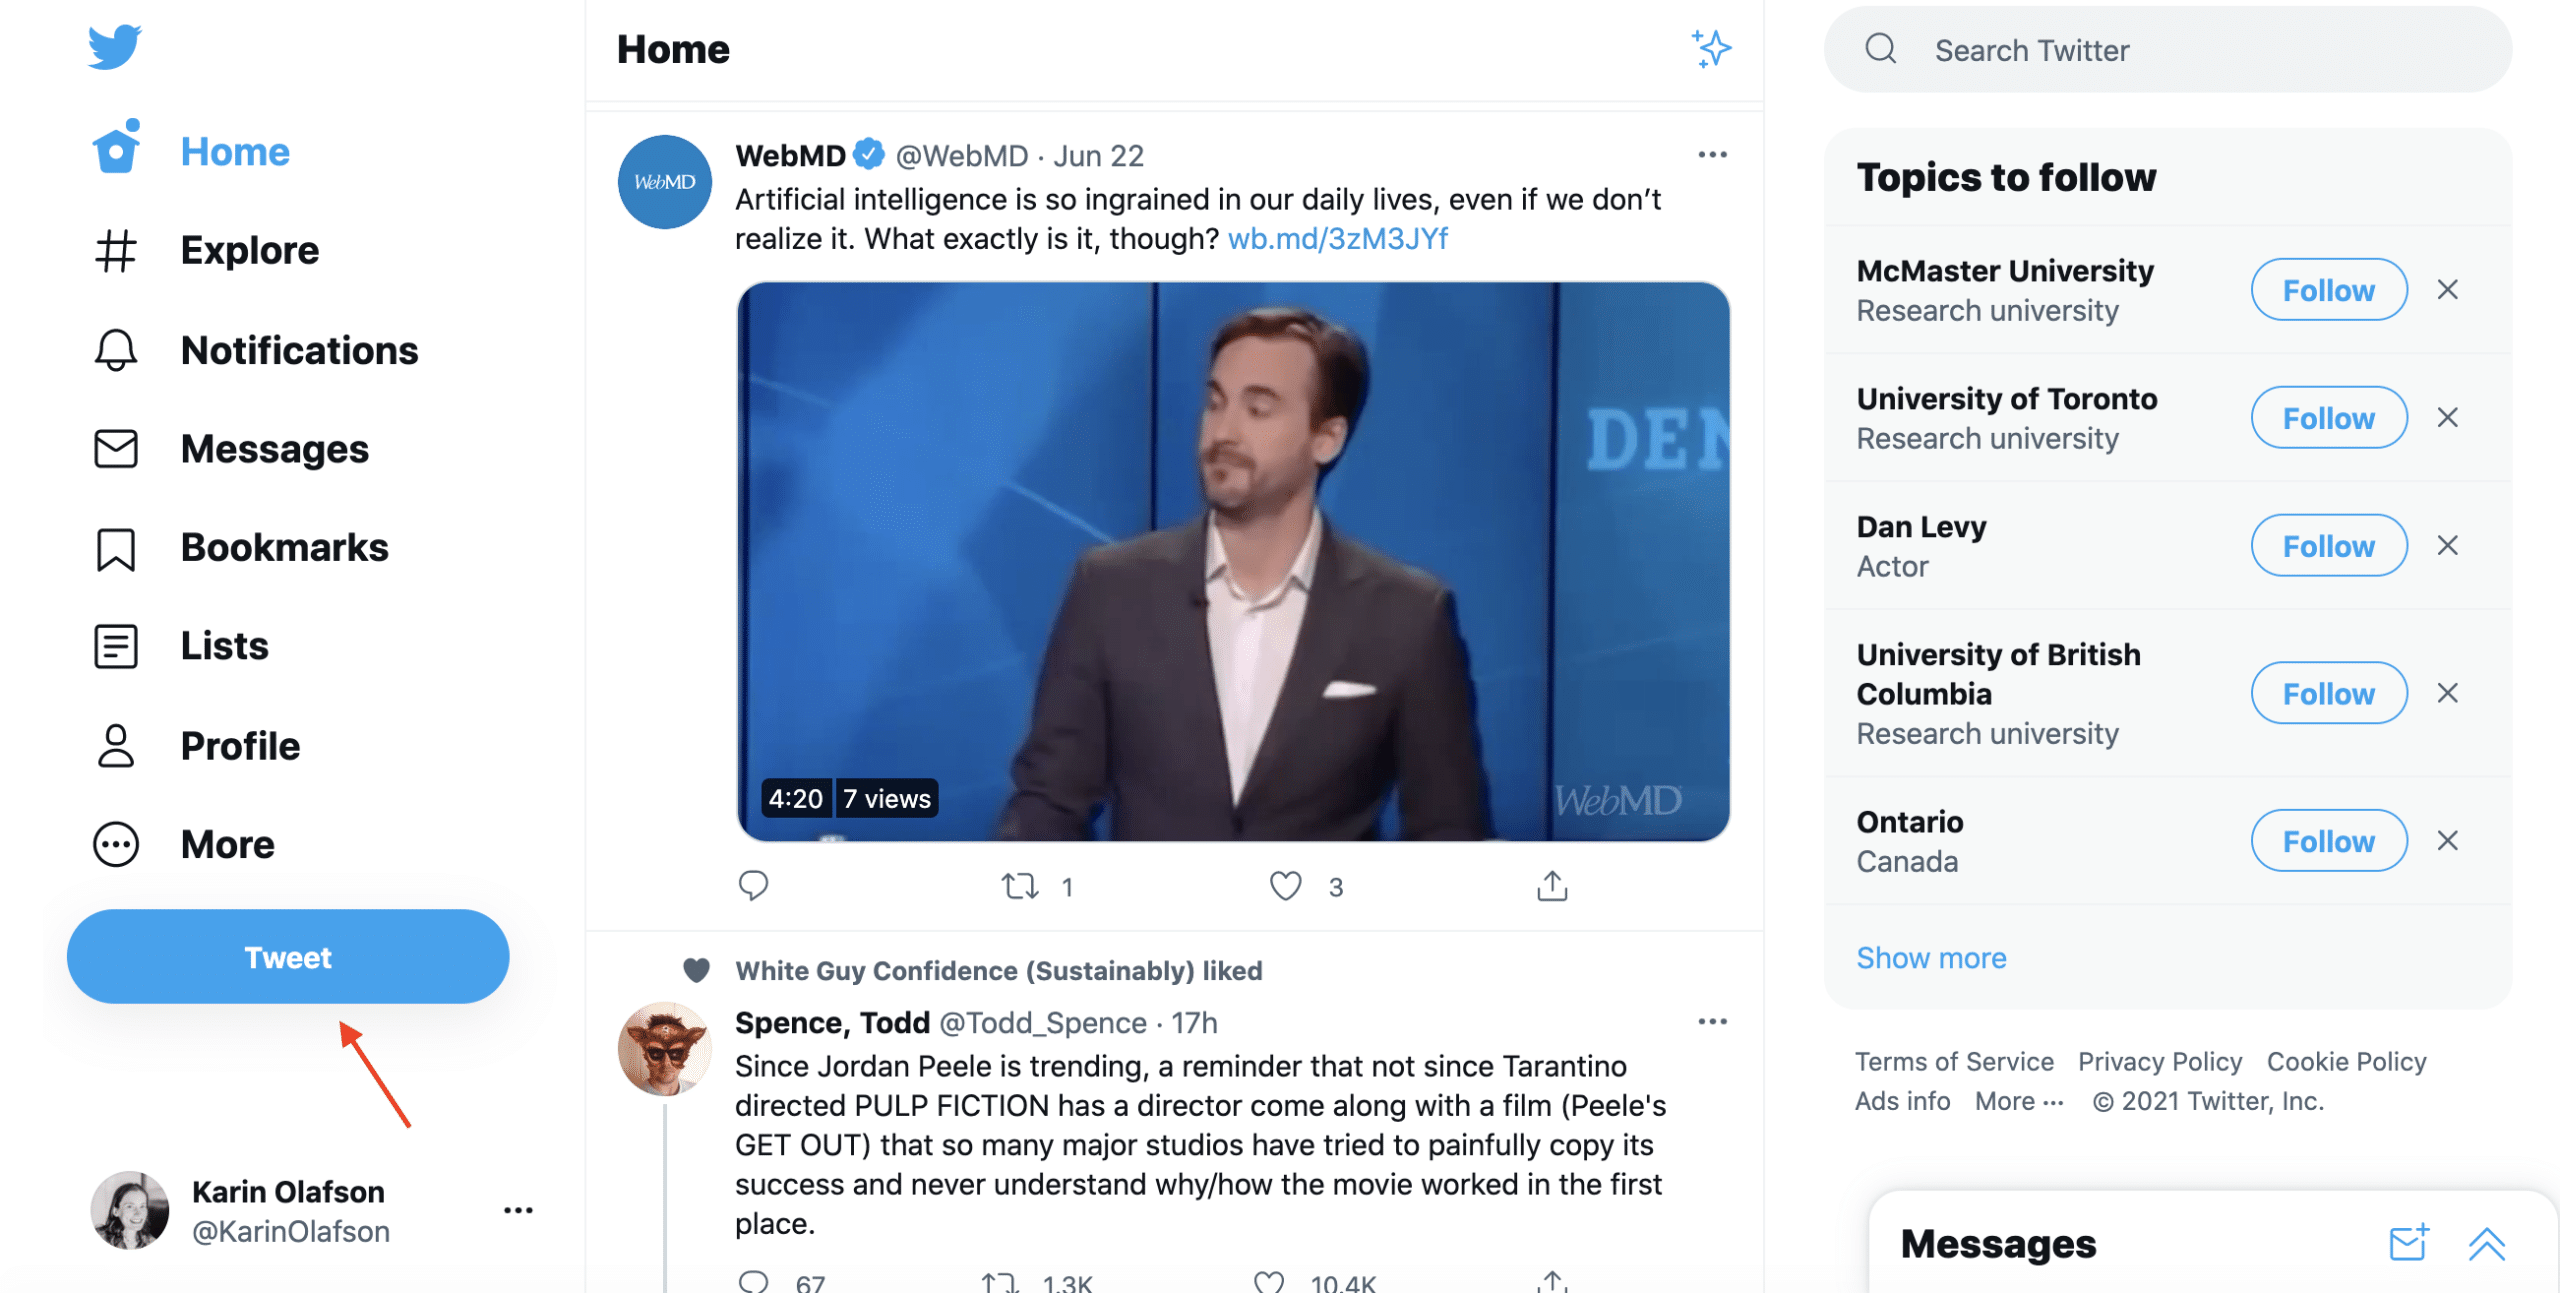 Home
Explore
Notifications
Messages
Bookmarks
Lists
Profile
More
Tweet
Karin Olafson
@KarinOlafson
Home
WebMD
WebMD @WebMD · Jun 22
Artificial intelligence is so ingrained in our daily lives, even if we don’t
realize it. What exactly is it, though? wb.md/3zM3JYf
DEN
4:20 7 views
WebMD
1 3
White Guy Confidence (Sustainably) liked
Spence, Todd @Todd_Spence · 17h
Since Jordan Peele is trending, a reminder that not since Tarantino
directed PULP FICTION has a director come along with a film (Peele's
GET OUT) that so many major studios have tried to painfully copy its
success and never understand why/how the movie worked in the first
place.
67 1.3K 10.4K
Search Twitter
Topics to follow
McMaster University
Research university
Follow
University of Toronto
Research university
Follow
Dan Levy
Actor
Follow
University of British
Columbia
Research university
Follow
Ontario
Canada
Follow
Show more
Terms of Service Privacy Policy Cookie Policy
Ads info More ··· © 2021 Twitter, Inc.
Messages